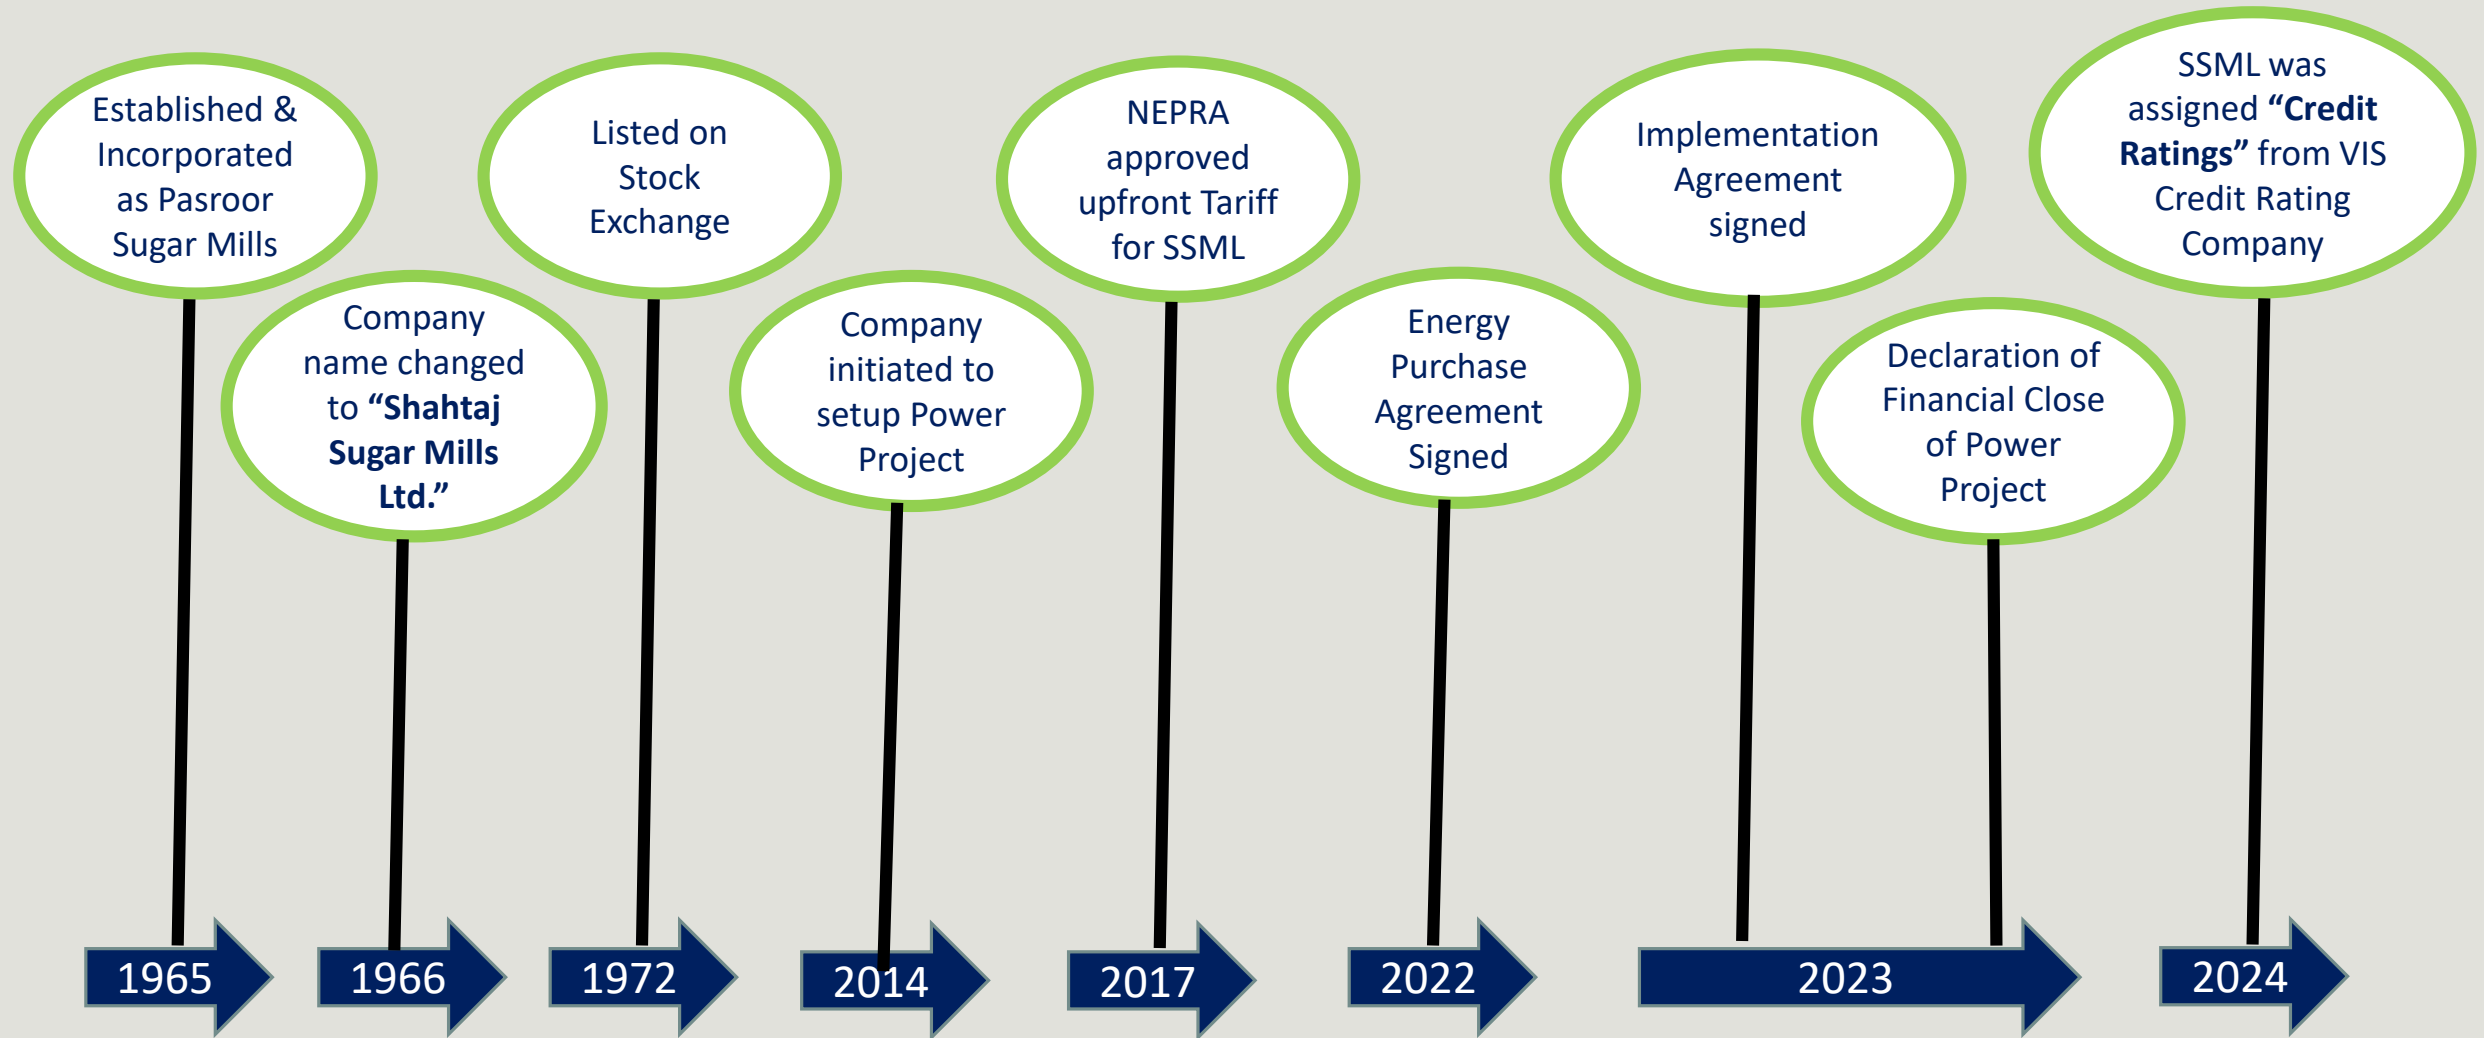 Established &
Incorporated
as Pasroor
Sugar Mills
Company
name changed
to “Shahtaj
Sugar Mills
Ltd.”
Listed on
Stock
Exchange
Company
initiated to
setup Power
Project
NEPRA
approved
upfront Tariff
for SSML
Energy
Purchase
Agreement
Signed
Implementation
Agreement
signed
Declaration of
Financial Close
of Power
Project
SSML was
assigned “Credit
Ratings” from VIS
Credit Rating
Company
1965
1966
1972
2014
2017
2022
2023
2024